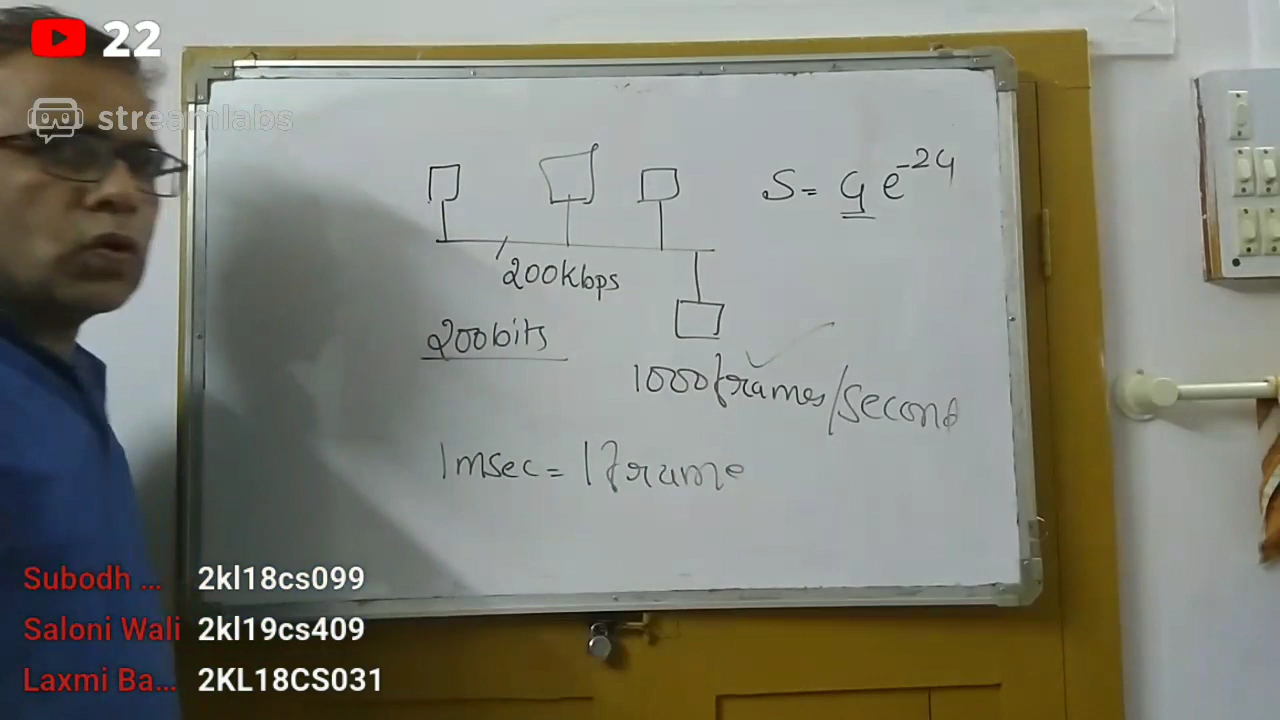 22
streamlabs
S = G e^-2G
200kbps
200bits
1000frames/second
1msec = 1frame
Subodh ... 2kl18cs099
Saloni Wali 2kl19cs409
Laxmi Ba... 2KL18CS031